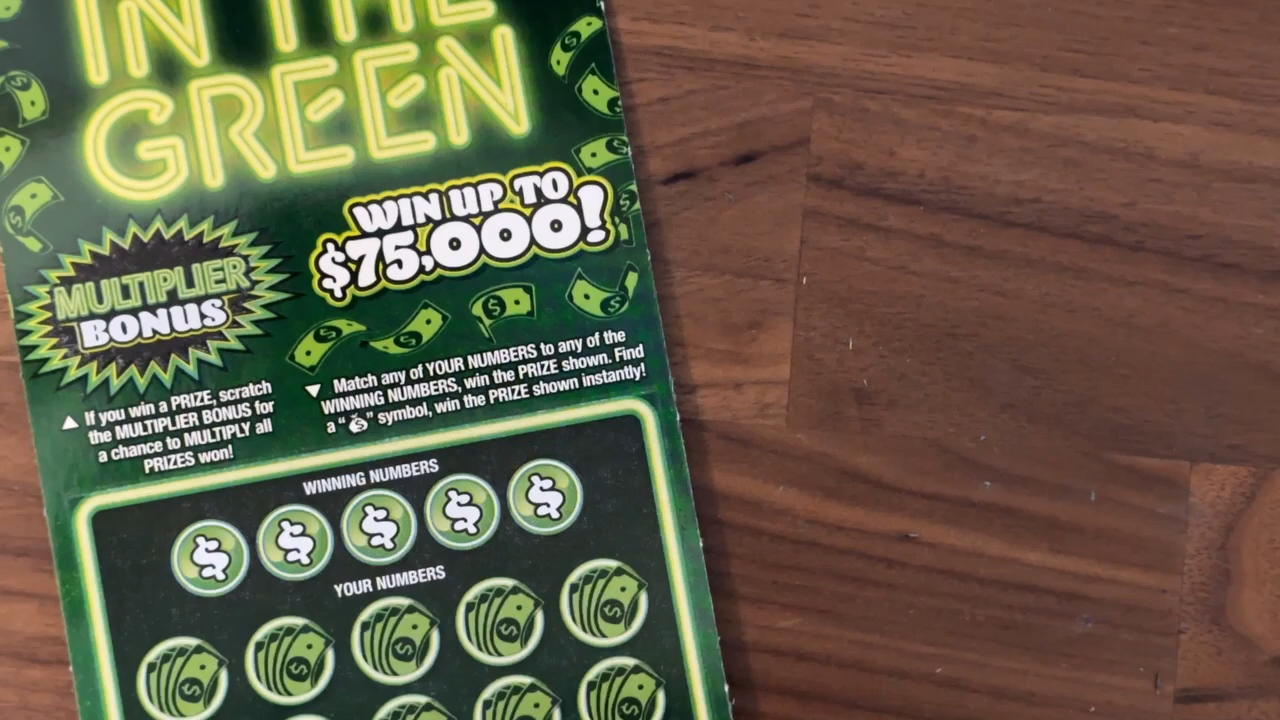 IN THE
GREEN
WIN UP TO
$75,000!
MULTIPLIER
BONUS
▲ If you win a PRIZE, scratch
the MULTIPLIER BONUS for
a chance to MULTIPLY all
PRIZES won!
▼ Match any of YOUR NUMBERS to any of the
WINNING NUMBERS, win the PRIZE shown. Find
a “$” symbol, win the PRIZE shown instantly!
WINNING NUMBERS
$ $ $ $ $
YOUR NUMBERS